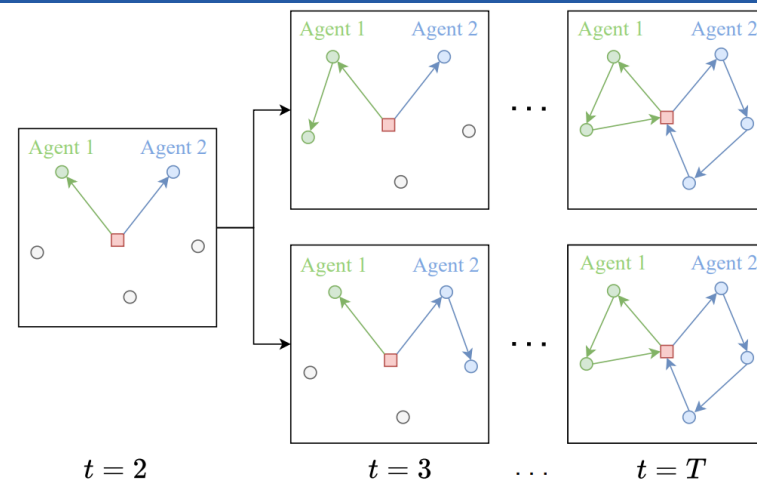 Agent 1 Agent 2
Agent 1 Agent 2
. . .
Agent 1 Agent 2
Agent 1 Agent 2
. . .
Agent 1 Agent 2
t = 2 t = 3 . . . t = T